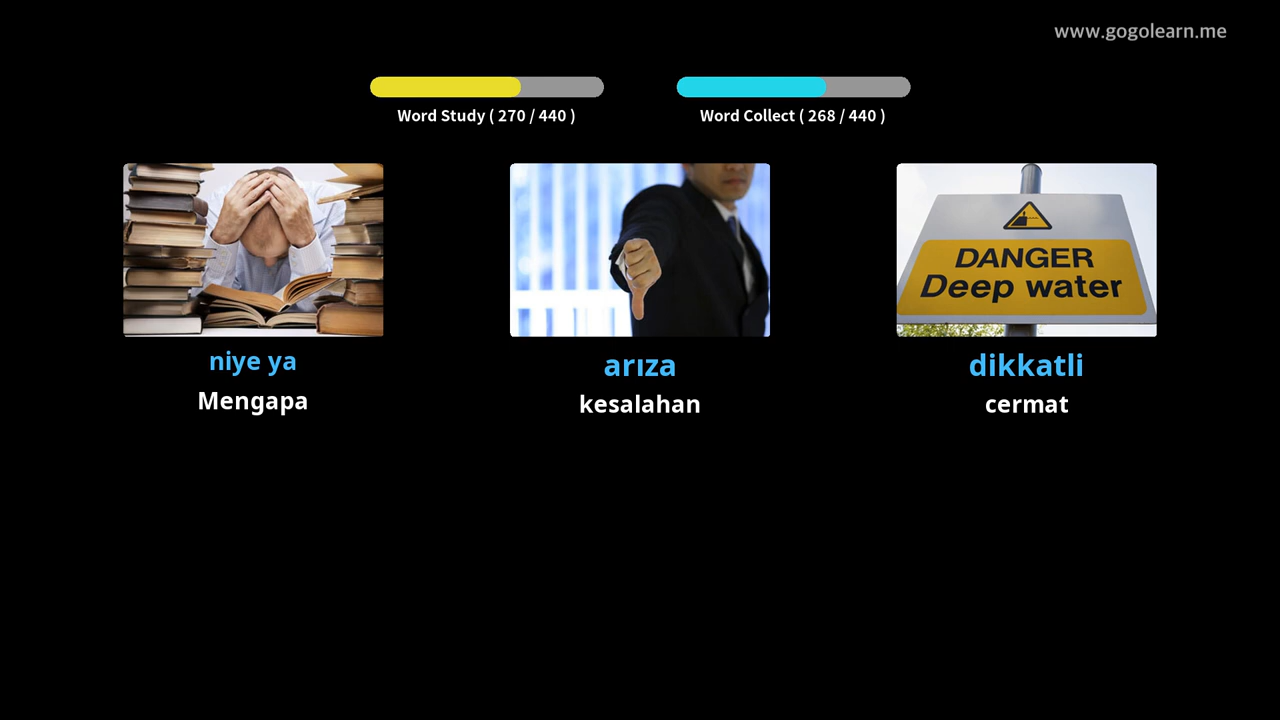 www.gogolearn.me
Word Study ( 270 / 440 )
Word Collect ( 268 / 440 )
DANGER
Deep water
niye ya
arıza
dikkatli
Mengapa
kesalahan
cermat